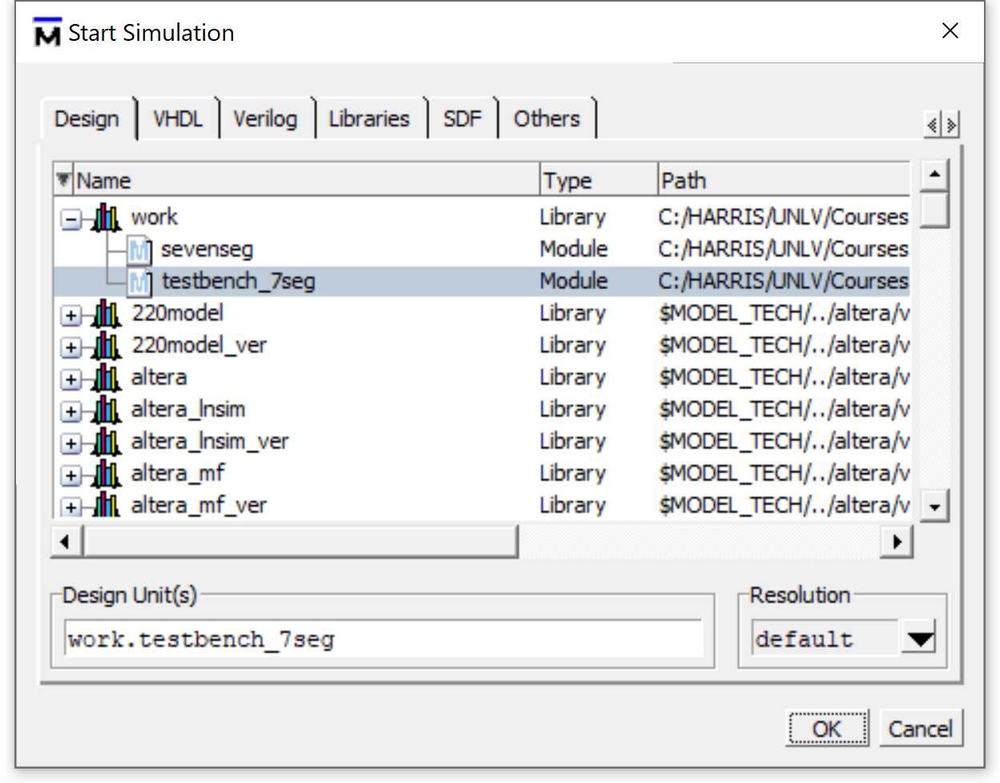 Start Simulation
Design VHDL Verilog Libraries SDF Others
Name Type Path
work Library C:/HARRIS/UNLV/Courses
sevenseg Module C:/HARRIS/UNLV/Courses
testbench_7seg Module C:/HARRIS/UNLV/Courses
220model Library $MODEL_TECH/../altera/v
220model_ver Library $MODEL_TECH/../altera/v
altera Library $MODEL_TECH/../altera/v
altera_lnsim Library $MODEL_TECH/../altera/v
altera_lnsim_ver Library $MODEL_TECH/../altera/v
altera_mf Library $MODEL_TECH/../altera/v
altera_mf_ver Library $MODEL_TECH/../altera/v
Design Unit(s) Resolution
work.testbench_7seg default
OK Cancel